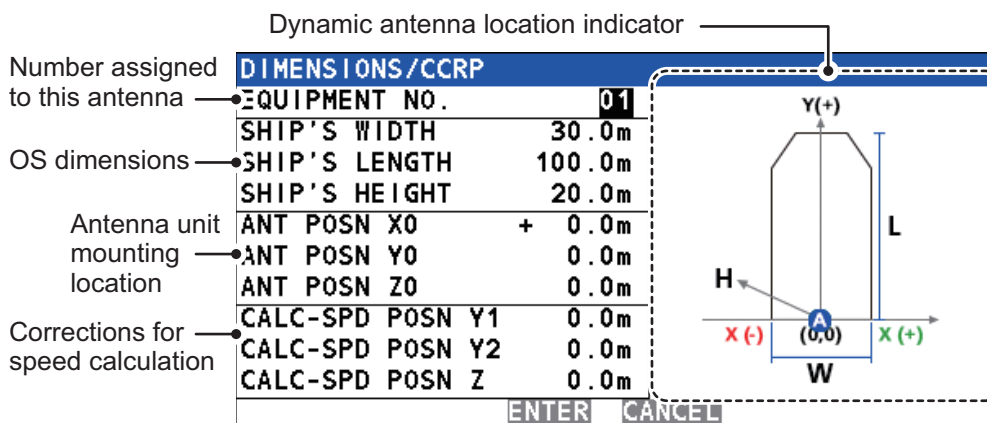 Dynamic antenna location indicator
Number assigned
to this antenna
OS dimensions
Antenna unit
mounting
location
Corrections for
speed calculation
DIMENSIONS/CCRP
EQUIPMENT NO. 01
SHIP'S WIDTH 30.0m
SHIP'S LENGTH 100.0m
SHIP'S HEIGHT 20.0m
ANT POSN X0 + 0.0m
ANT POSN Y0 0.0m
ANT POSN Z0 0.0m
CALC-SPD POSN Y1 0.0m
CALC-SPD POSN Y2 0.0m
CALC-SPD POSN Z 0.0m
ENTER CANCEL
Y(+)
L
H
A
X (-) (0,0) X (+)
W